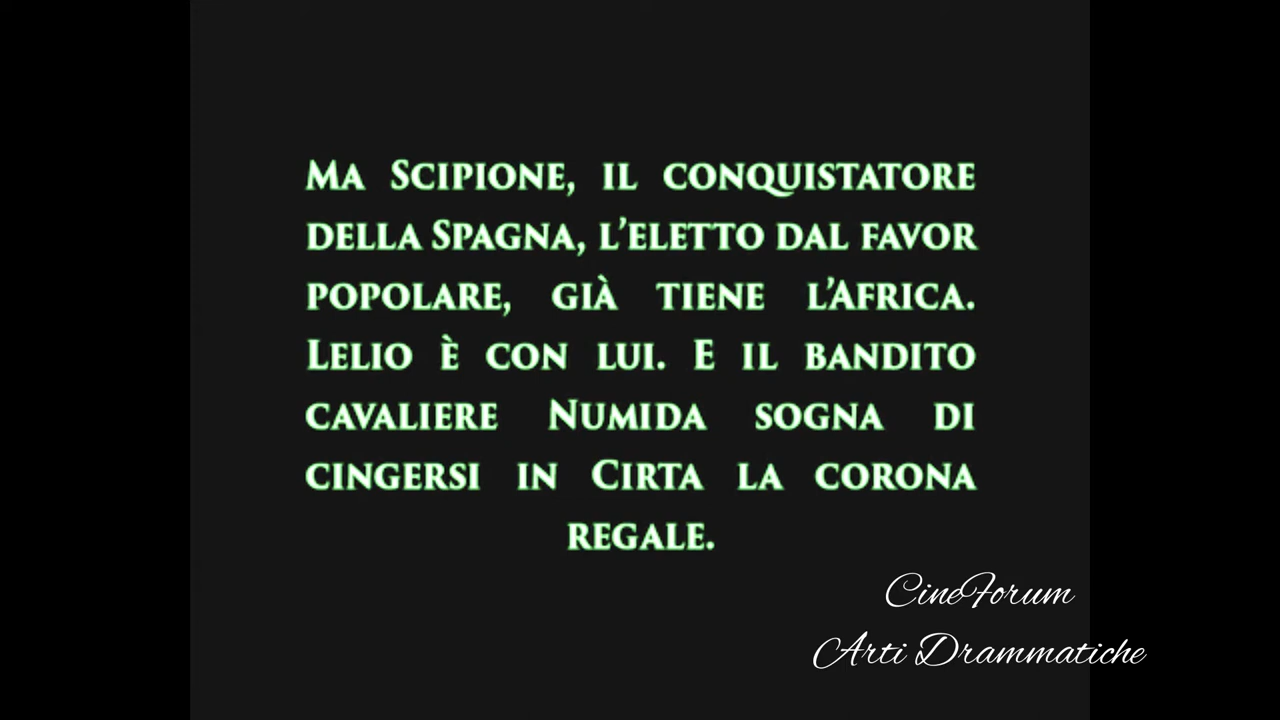 Ma Scipione, il conquistatore
della Spagna, l’eletto dal favor
popolare, già tiene l’Africa.
Lelio è con lui. E il bandito
cavaliere Numida sogna di
cingersi in Cirta la corona
regale.
CineForum
Arti Drammatiche